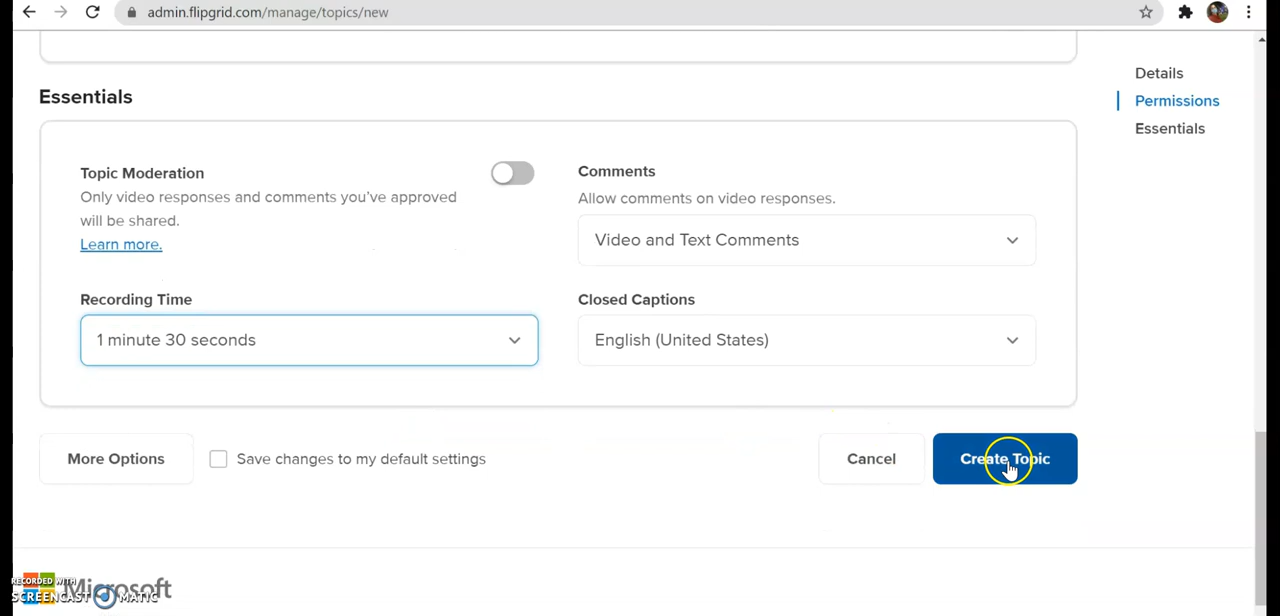 admin.flipgrid.com/manage/topics/new
Details
Permissions
Essentials
Essentials
Topic Moderation
Only video responses and comments you've approved
will be shared.
Learn more.
Comments
Allow comments on video responses.
Video and Text Comments
Recording Time
1 minute 30 seconds
Closed Captions
English (United States)
More Options
Save changes to my default settings
Cancel
Create Topic
Microsoft
RECORDED WITH
SCREENCAST MATIC